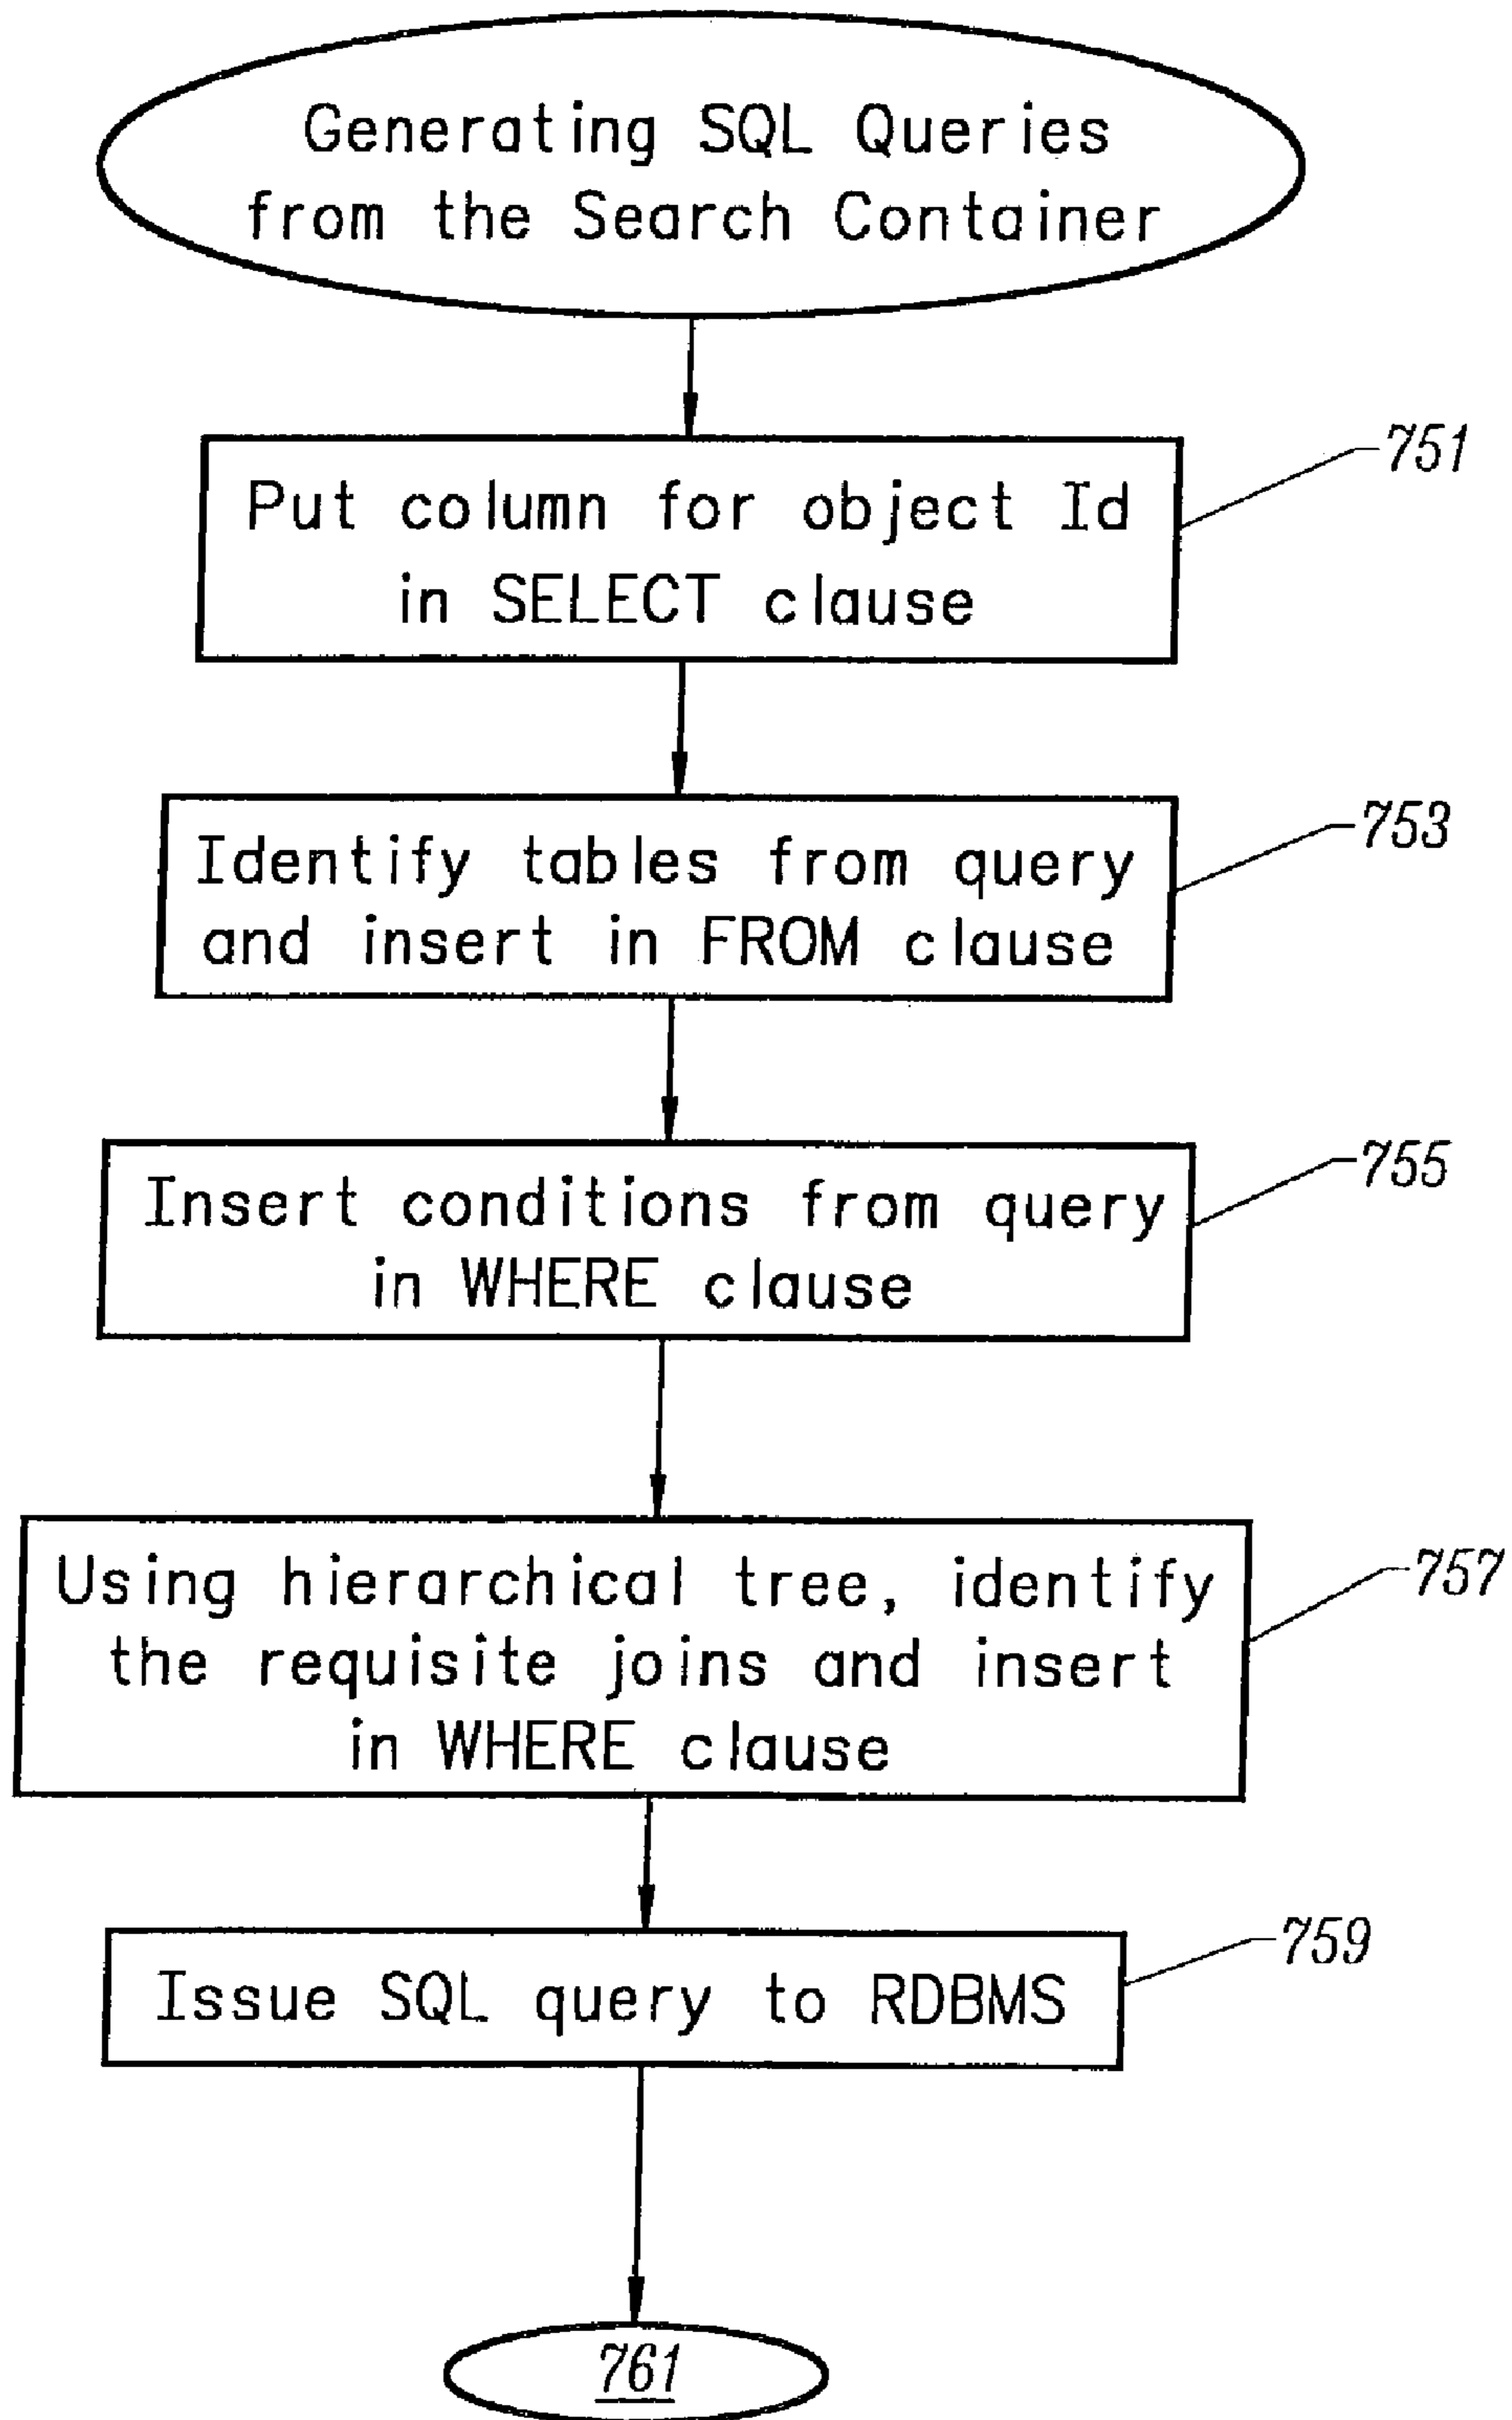 Generating SQL Queries
from the Search Container
751
Put column for object Id
in SELECT clause
753
Identify tables from query
and insert in FROM clause
755
Insert conditions from query
in WHERE clause
757
Using hierarchical tree, identify
the requisite joins and insert
in WHERE clause
759
Issue SQL query to RDBMS
761